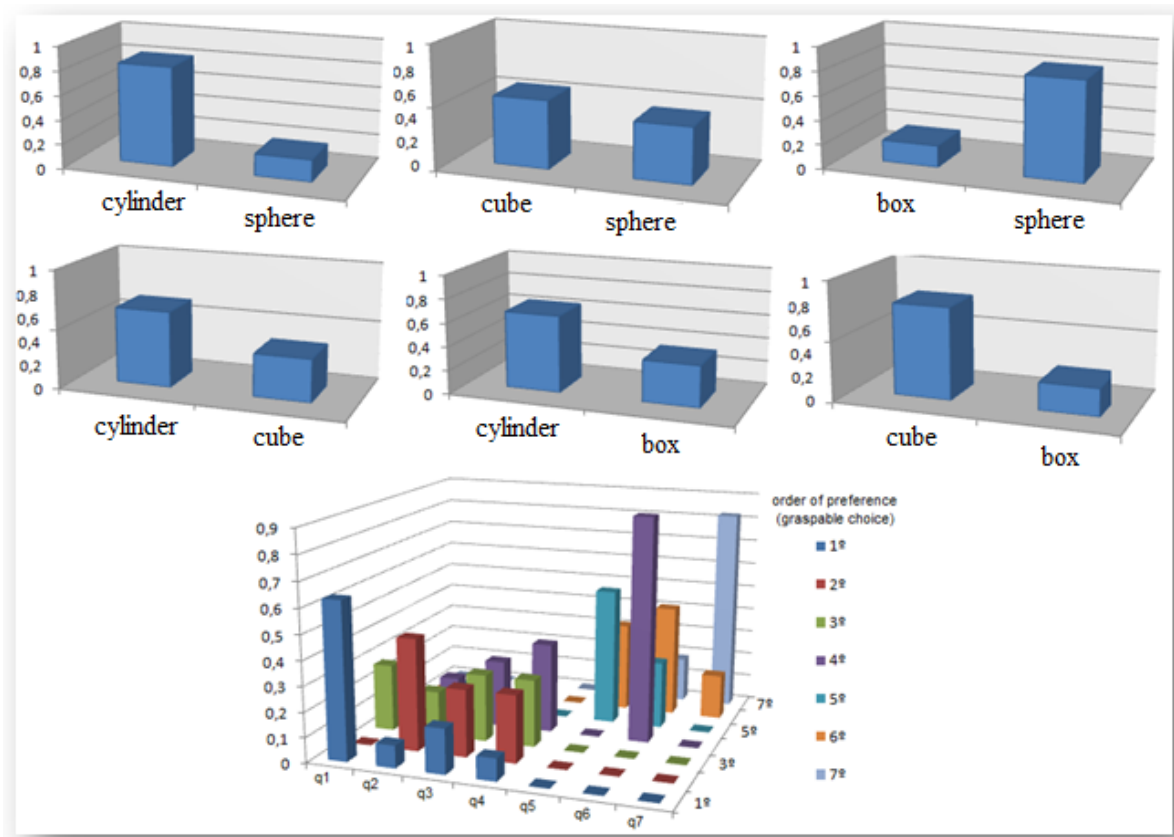 1
0,8
0,6
0,4
0,2
0
cylinder
sphere
1
0,8
0,6
0,4
0,2
0
cube
sphere
1
0,8
0,6
0,4
0,2
0
box
sphere
1
0,8
0,6
0,4
0,2
0
cylinder
cube
1
0,8
0,6
0,4
0,2
0
cylinder
box
1
0,8
0,6
0,4
0,2
0
cube
box
0,9
0,8
0,7
0,6
0,5
0,4
0,3
0,2
0,1
0
q1
q2
q3
q4
q5
q6
q7
1º
3º
5º
7º
order of preference
(graspable choice)
1º
2º
3º
4º
5º
6º
7º